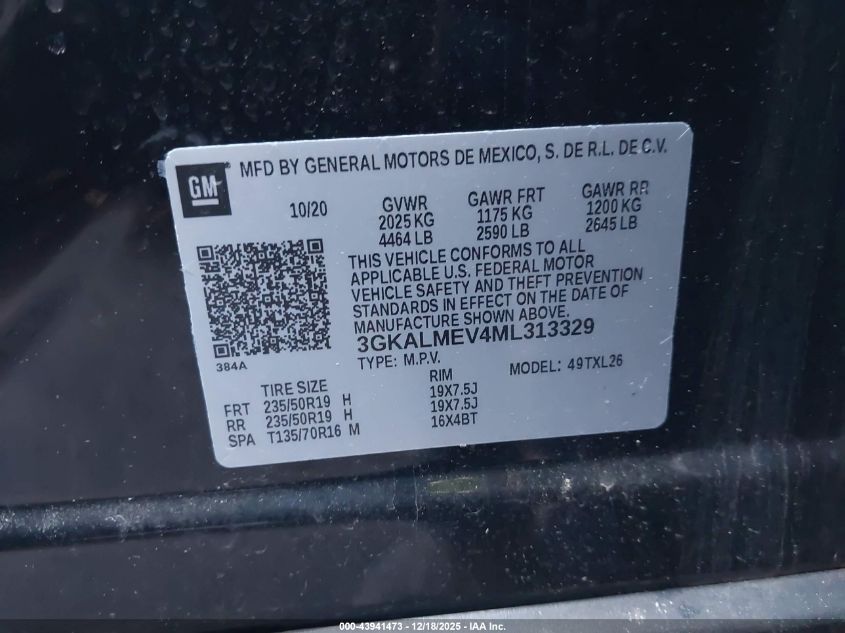 GM
MFD BY GENERAL MOTORS DE MEXICO, S. DE R.L. DE C.V.
10/20
GVWR
2025 KG
4464 LB
GAWR FRT
1175 KG
2590 LB
GAWR RR
1200 KG
2645 LB
THIS VEHICLE CONFORMS TO ALL
APPLICABLE U.S. FEDERAL MOTOR
VEHICLE SAFETY AND THEFT PREVENTION
STANDARDS IN EFFECT ON THE DATE OF
MANUFACTURE SHOWN ABOVE.
3GKALMEV4ML313329
384A
TYPE: M.P.V.
MODEL: 49TXL26
TIRE SIZE RIM
FRT 235/50R19 H 19X7.5J
RR 235/50R19 H 19X7.5J
SPA T135/70R16 M 16X4BT
000-43941473 - 12/18/2025 - IAA Inc.